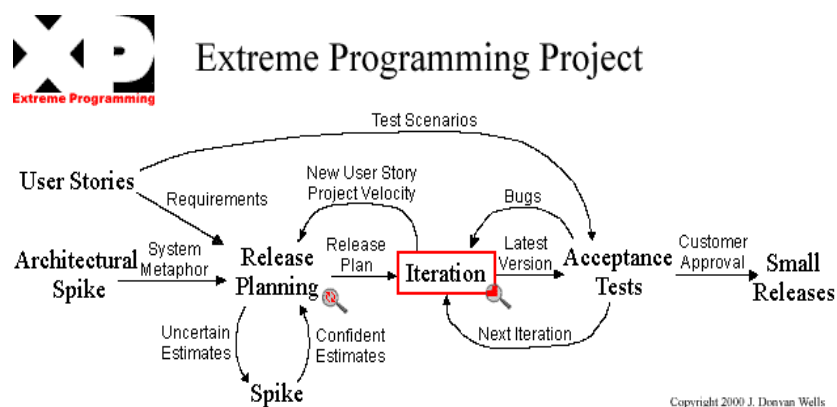 XP
Extreme Programming
Extreme Programming Project
Test Scenarios
User Stories
Requirements
New User Story
Project Velocity
Bugs
Architectural
Spike
System
Metaphor
Release
Planning
Release
Plan
Iteration
Latest
Version
Acceptance
Tests
Customer
Approval
Small
Releases
Uncertain
Estimates
Confident
Estimates
Next Iteration
Spike
Copyright 2000 J. Donvan Wells